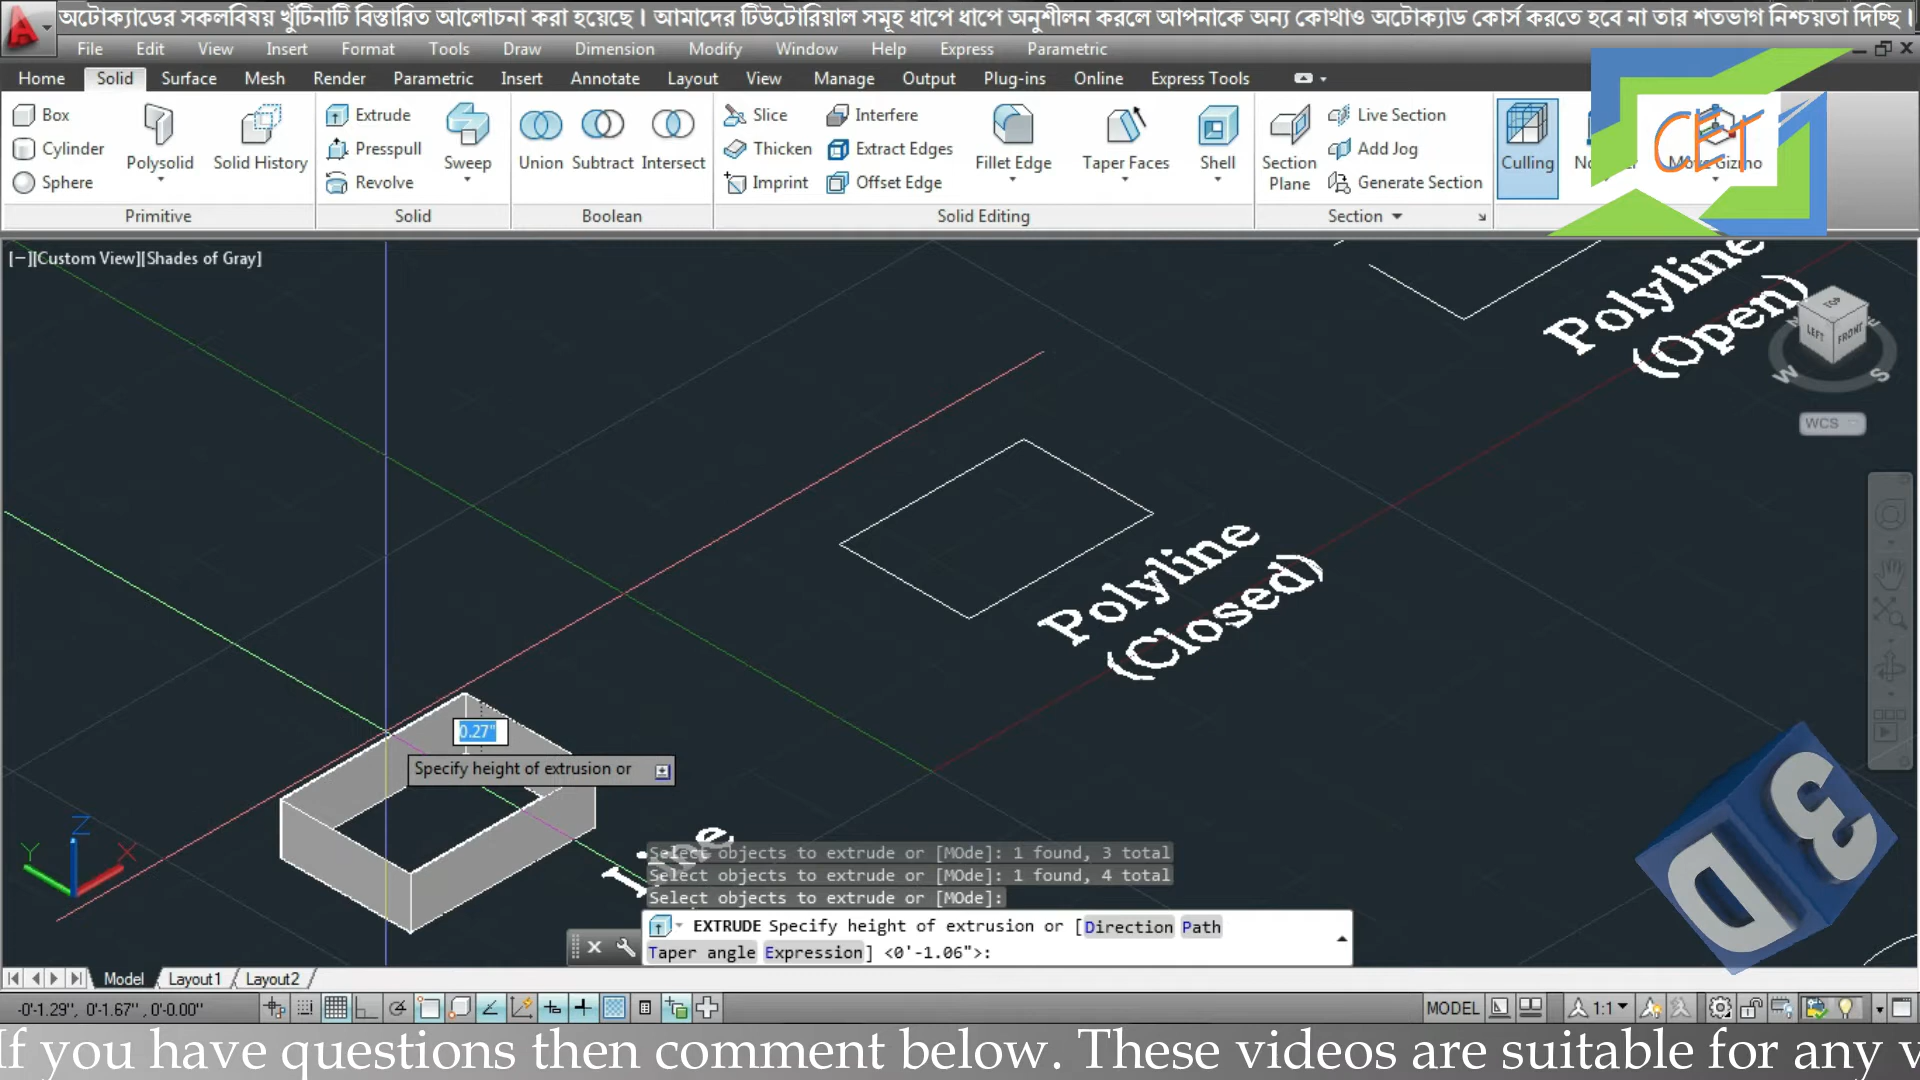 অটোক্যাডের সকলবিষয় খুঁটিনাটি বিস্তারিত আলোচনা করা হয়েছে। আমাদের টিউটোরিয়াল সমূহ ধাপে ধাপে অনুশীলন করলে আপনাকে অন্য কোথাও অটোক্যাড কোর্স করতে হবে না তার শতভাগ নিশ্চয়তা দিচ্ছি।
File Edit View Insert Format Tools Draw Dimension Modify Window Help Express Parametric
Home Solid Surface Mesh Render Parametric Insert Annotate Layout View Manage Output Plug-ins Online Express Tools
Box Extrude Slice Interfere Live Section
Cylinder Presspull Thicken Extract Edges Add Jog
Sphere Revolve Imprint Offset Edge Generate Section
Polysolid Solid History Sweep Union Subtract Intersect Fillet Edge Taper Faces Shell Section Plane Culling Move Gizmo
CET
Primitive Solid Boolean Solid Editing Section
[−][Custom View][Shades of Gray]
Polyline
(Open)
TOP
LEFT FRONT
W S
WCS
Polyline
(Closed)
0.27"
Specify height of extrusion or
Line
3D
Z
Y X
Select objects to extrude or [MOde]: 1 found, 3 total
Select objects to extrude or [MOde]: 1 found, 4 total
Select objects to extrude or [MOde]:
EXTRUDE Specify height of extrusion or [Direction Path
Taper angle Expression] <0'-1.06">:
Model Layout1 Layout2
-0'-1.29", 0'-1.67" , 0'-0.00" MODEL 1:1
If you have questions then comment below. These videos are suitable for any